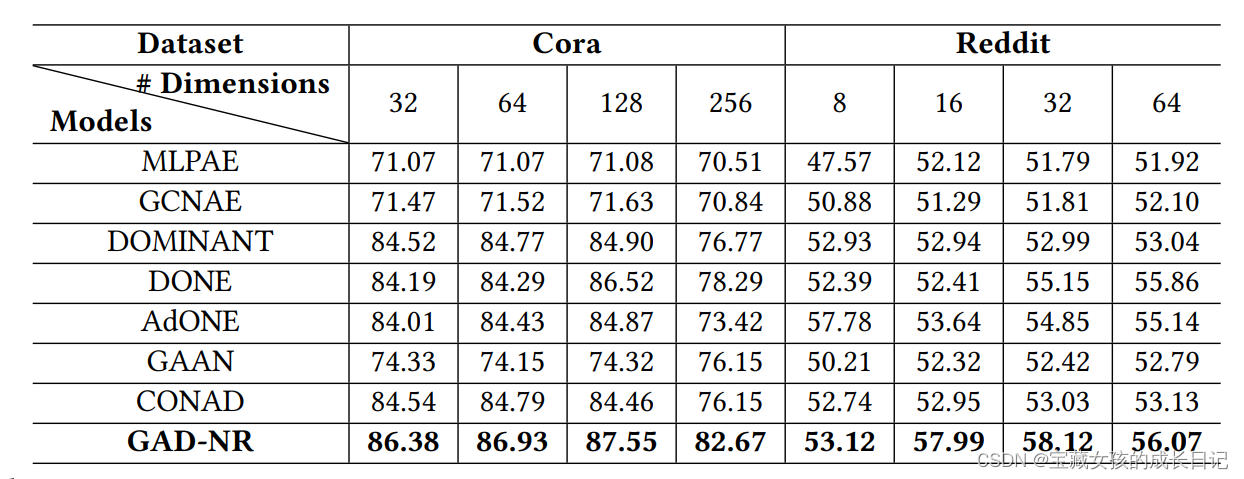 Dataset Cora Reddit
# Dimensions
Models 32 64 128 256 8 16 32 64
MLPAE 71.07 71.07 71.08 70.51 47.57 52.12 51.79 51.92
GCNAE 71.47 71.52 71.63 70.84 50.88 51.29 51.81 52.10
DOMINANT 84.52 84.77 84.90 76.77 52.93 52.94 52.99 53.04
DONE 84.19 84.29 86.52 78.29 52.39 52.41 55.15 55.86
AdONE 84.01 84.43 84.87 73.42 57.78 53.64 54.85 55.14
GAAN 74.33 74.15 74.32 76.15 50.21 52.32 52.42 52.79
CONAD 84.54 84.79 84.46 76.15 52.74 52.95 53.03 53.13
GAD-NR 86.38 86.93 87.55 82.67 53.12 57.99 58.12 56.07
CSDN @宝藏女孩的成长日记